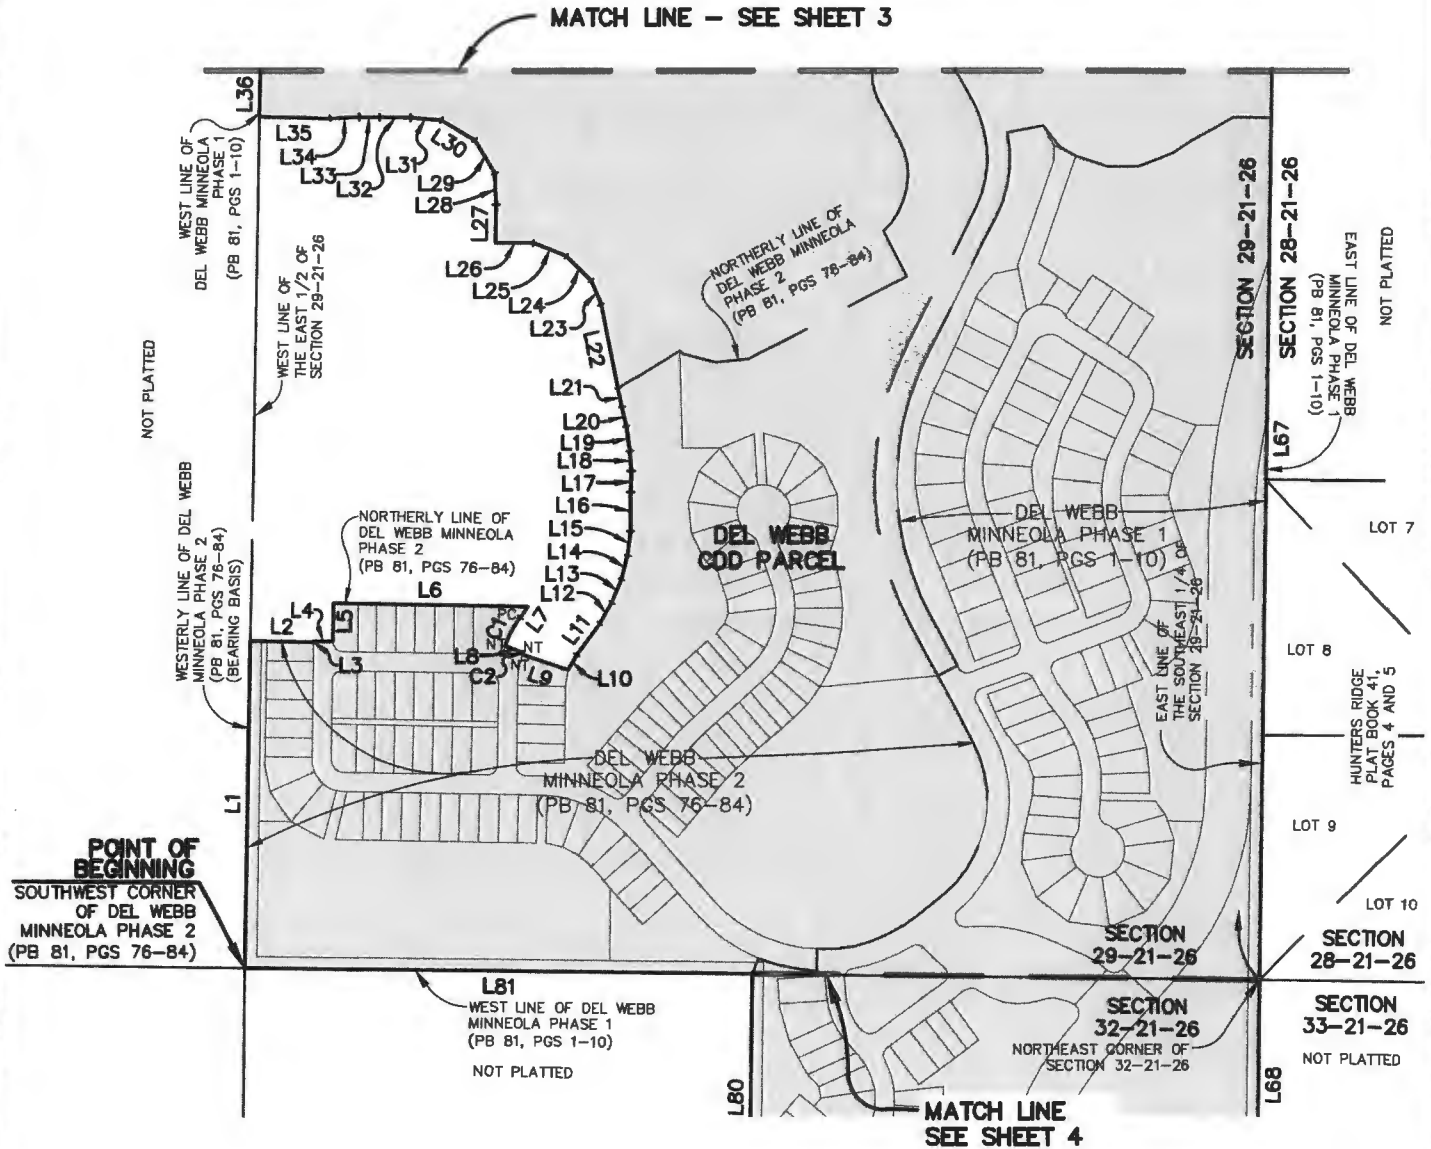 MATCH LINE - SEE SHEET 3
L36
WEST LINE OF
DEL WEBB MINNEOLA
PHASE 1
(PB 81, PGS 1-10)
L35
L34
L33
L32
L31
L30
L29
L28
L27
L26
L25
L24
L23
L22
L21
L20
L19
L18
L17
L16
L15
L14
L13
L12
L11
L10
WEST LINE OF
THE EAST 1/2 OF
SECTION 29-21-26
NOT PLATTED
NORTHERLY LINE OF
DEL WEBB MINNEOLA
PHASE 2
(PB 81, PGS 76-84)
SECTION 29-21-26
SECTION 28-21-26
EAST LINE OF DEL WEBB
MINNEOLA PHASE 1
(PB 81, PGS 1-10)
NOT PLATTED
L67
WESTERLY LINE OF DEL WEBB
MINNEOLA PHASE 2
(PB 81, PGS 76-84)
(BEARING BASIS)
NORTHERLY LINE OF
DEL WEBB MINNEOLA
PHASE 2
(PB 81, PGS 76-84)
L2
L4
L3
L5
L6
PC
C1
L7
NT
NT
L8
NT
C2
L9
DEL WEBB
CDD PARCEL
DEL WEBB
MINNEOLA PHASE 1
(PB 81, PGS 1-10)
EAST LINE OF
THE SOUTHEAST 1/4 OF
SECTION 29-21-26
LOT 7
LOT 8
HUNTERS RIDGE
PLAT BOOK 41,
PAGES 4 AND 5
LOT 9
LOT 10
DEL WEBB
MINNEOLA PHASE 2
(PB 81, PGS 76-84)
L1
POINT OF
BEGINNING
SOUTHWEST CORNER
OF DEL WEBB
MINNEOLA PHASE 2
(PB 81, PGS 76-84)
SECTION
29-21-26
SECTION
28-21-26
L81
WEST LINE OF DEL WEBB
MINNEOLA PHASE 1
(PB 81, PGS 1-10)
NOT PLATTED
L80
SECTION
32-21-26
NORTHEAST CORNER OF
SECTION 32-21-26
SECTION
33-21-26
NOT PLATTED
L68
MATCH LINE
SEE SHEET 4